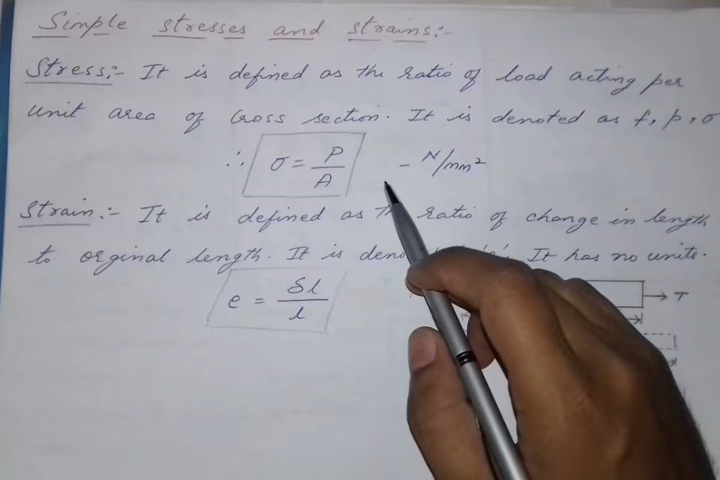 Simple stresses and strains:-
Stress:- It is defined as the ratio of load acting per
unit area of cross section. It is denoted as f, p, σ
∴ σ = P/A - N/mm²
Strain:- It is defined as the ratio of change in length
to orginal length. It is 'e'. It has no units.
e = δl/l
T